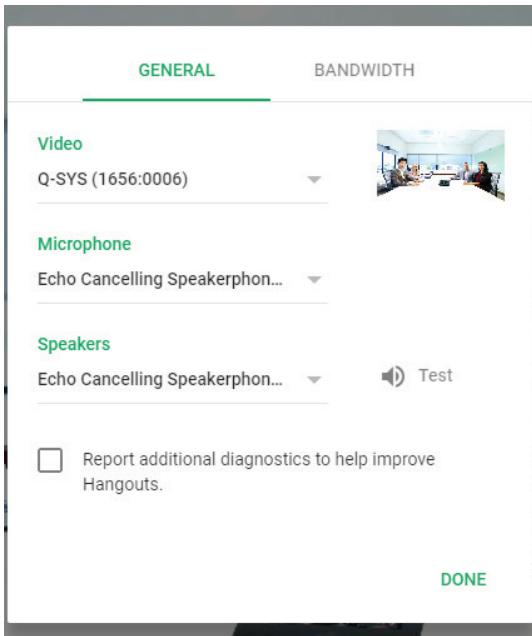 GENERAL BANDWIDTH
Video
Q-SYS (1656:0006)
Microphone
Echo Cancelling Speakerphon...
Speakers
Echo Cancelling Speakerphon... Test
Report additional diagnostics to help improve
Hangouts.
DONE